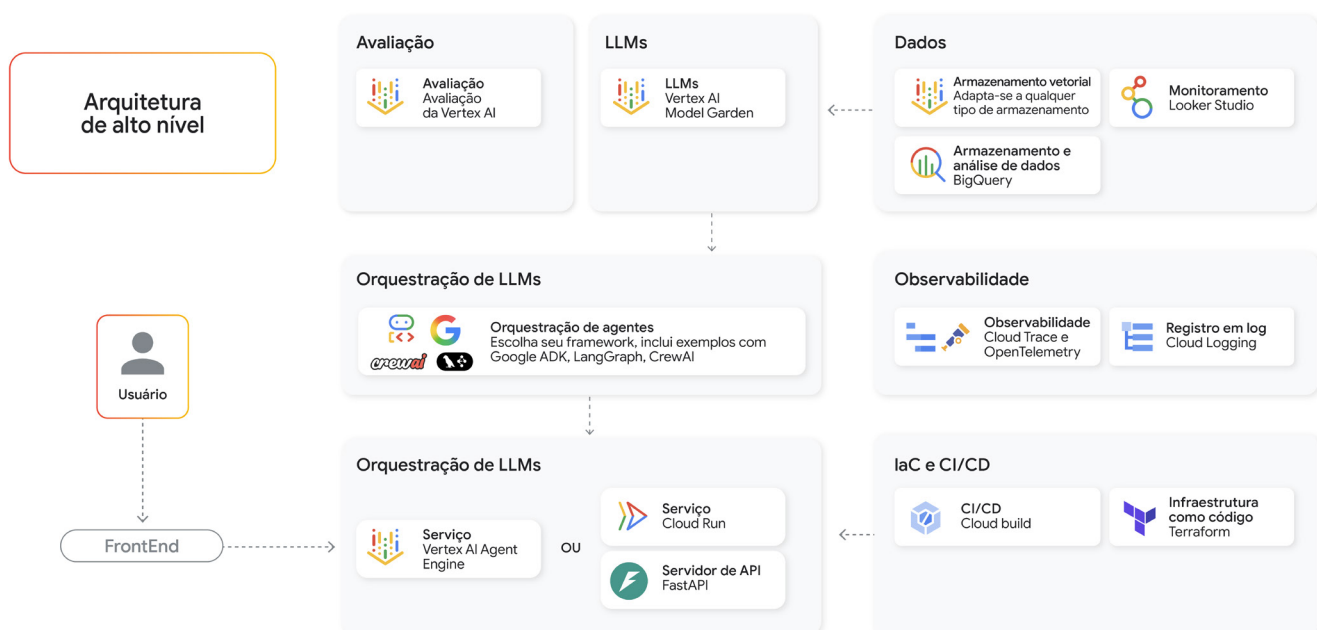 Arquitetura
de alto nível
Avaliação
Avaliação
Avaliação
da Vertex AI
LLMs
LLMs
Vertex AI
Model Garden
Dados
Armazenamento vetorial
Adapta-se a qualquer
tipo de armazenamento
Monitoramento
Looker Studio
Armazenamento e
análise de dados
BigQuery
Orquestração de LLMs
crewai
Orquestração de agentes
Escolha seu framework, inclui exemplos com
Google ADK, LangGraph, CrewAI
Observabilidade
Observabilidade
Cloud Trace e
OpenTelemetry
Registro em log
Cloud Logging
Usuário
FrontEnd
Orquestração de LLMs
Serviço
Vertex AI Agent
Engine
OU
Serviço
Cloud Run
Servidor de API
FastAPI
IaC e CI/CD
CI/CD
Cloud build
Infraestrutura
como código
Terraform